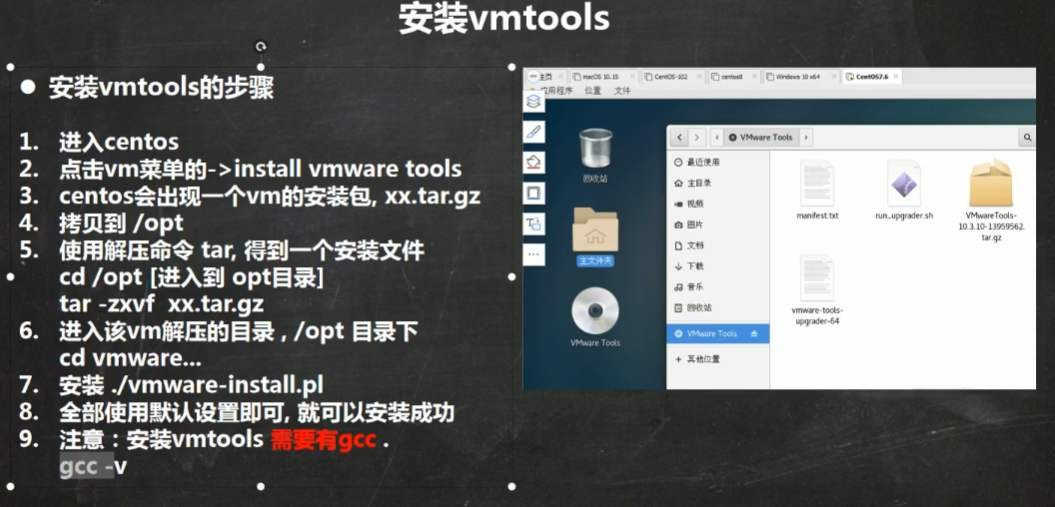 安装vmtools
安装vmtools的步骤
1. 进入centos
2. 点击vm菜单的->install vmware tools
3. centos会出现一个vm的安装包, xx.tar.gz
4. 拷贝到 /opt
5. 使用解压命令 tar, 得到一个安装文件
cd /opt [进入到 opt目录]
tar -zxvf xx.tar.gz
6. 进入该vm解压的目录 , /opt 目录下
cd vmware...
7. 安装 ./vmware-install.pl
8. 全部使用默认设置即可, 就可以安装成功
9. 注意：安装vmtools 需要有gcc .
gcc -v
主页 macOS 10.15 CentOS-102 centos8 Windows 10 x64 CentOS7.6
应用程序 位置 文件
回收站
主文件夹
VMware Tools
VMware Tools
最近使用
主目录
视频
图片
文档
下载
音乐
回收站
VMware Tools
其他位置
manifest.txt
run_upgrader.sh
VMwareTools-
10.3.10-13959562.
tar.gz
vmware-tools-
upgrader-64